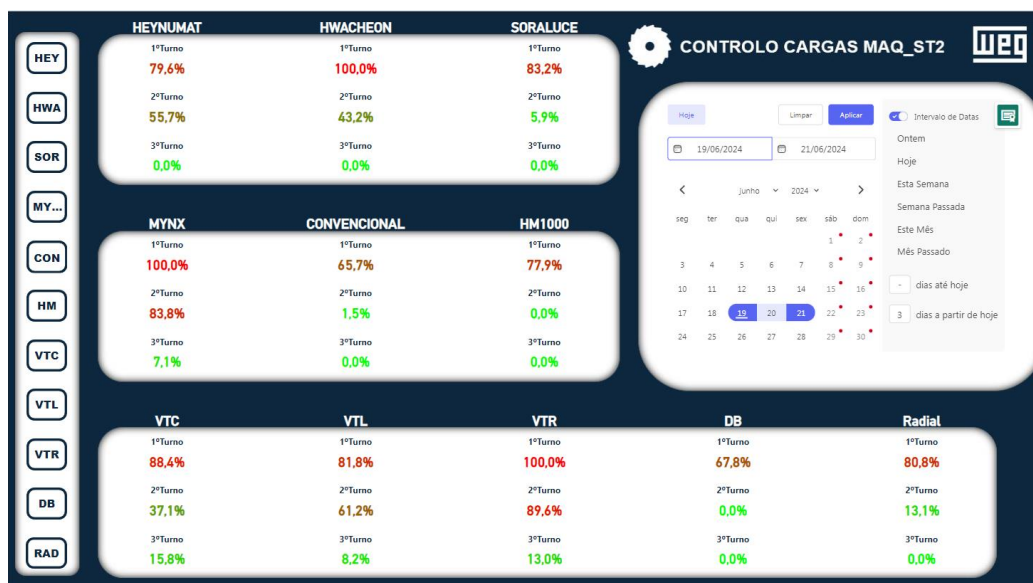 HEY
HWA
SOR
MY...
CON
HM
VTC
VTL
VTR
DB
RAD
HEYNUMAT HWACHEON SORALUCE
1ºTurno 1ºTurno 1ºTurno
79,6% 100,0% 83,2%
2ºTurno 2ºTurno 2ºTurno
55,7% 43,2% 5,9%
3ºTurno 3ºTurno 3ºTurno
0,0% 0,0% 0,0%
MYNX CONVENCIONAL HM1000
1ºTurno 1ºTurno 1ºTurno
100,0% 65,7% 77,9%
2ºTurno 2ºTurno 2ºTurno
83,8% 1,5% 0,0%
3ºTurno 3ºTurno 3ºTurno
7,1% 0,0% 0,0%
CONTROLO CARGAS MAQ_ST2
weg
Hoje Limpar Aplicar
19/06/2024 21/06/2024
Junho 2024
seg ter qua qui sex sáb dom
1 2
3 4 5 6 7 8 9
10 11 12 13 14 15 16
17 18 19 20 21 22 23
24 25 26 27 28 29 30
Intervalo de Datas
Ontem
Hoje
Esta Semana
Semana Passada
Este Mês
Mês Passado
- dias até hoje
3 dias a partir de hoje
VTC VTL VTR DB Radial
1ºTurno 1ºTurno 1ºTurno 1ºTurno 1ºTurno
88,4% 81,8% 100,0% 67,8% 80,8%
2ºTurno 2ºTurno 2ºTurno 2ºTurno 2ºTurno
37,1% 61,2% 89,6% 0,0% 13,1%
3ºTurno 3ºTurno 3ºTurno 3ºTurno 3ºTurno
15,8% 8,2% 13,0% 0,0% 0,0%